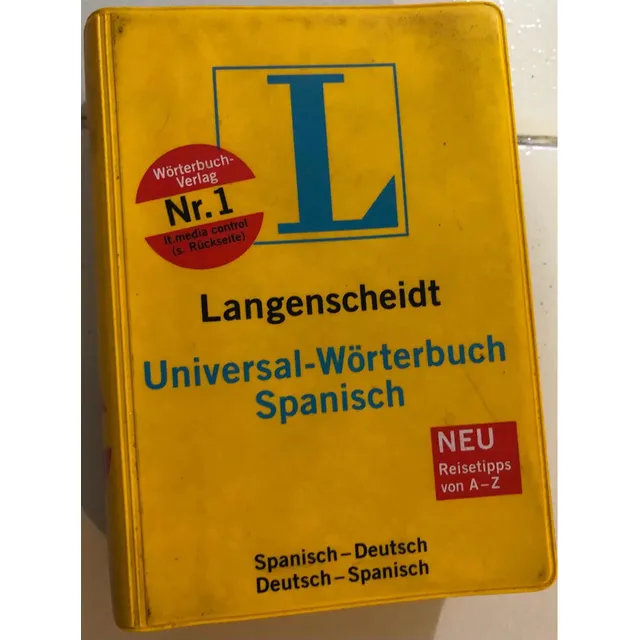 L
Wörterbuch-
Verlag
Nr.1
lt.media control
(s. Rückseite)
Langenscheidt
Universal-Wörterbuch
Spanisch
NEU
Reisetipps
von A–Z
Spanisch–Deutsch
Deutsch–Spanisch